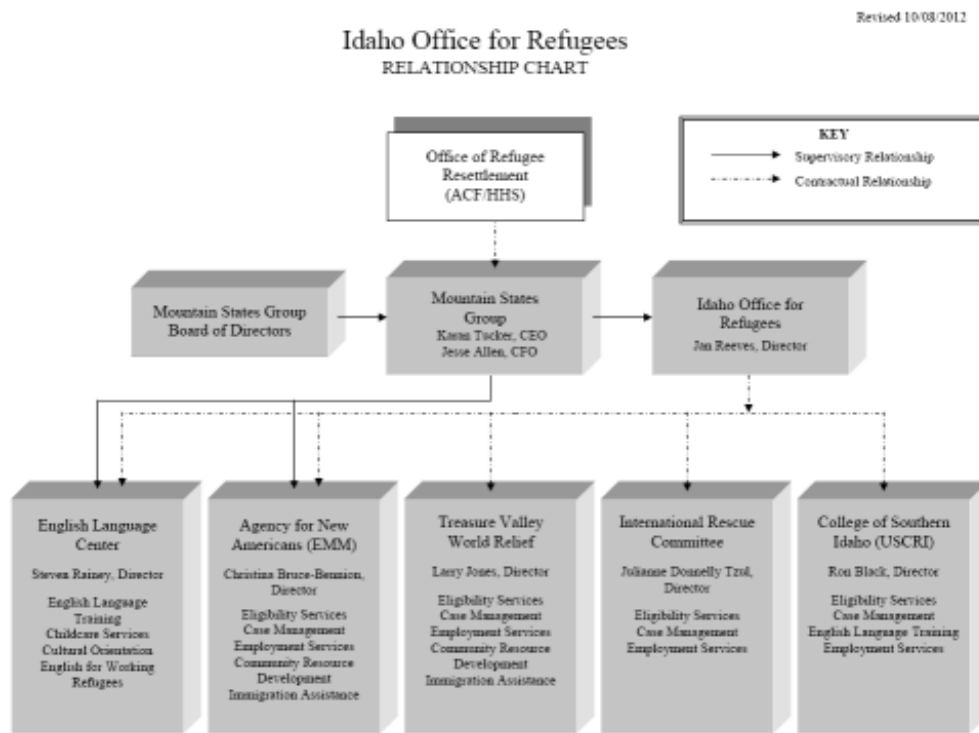 Revised 10/08/2012
Idaho Office for Refugees
RELATIONSHIP CHART
Office of Refugee
Resettlement
(ACF/HHS)
KEY
Supervisory Relationship
Contractual Relationship
Mountain States Group
Board of Directors
Mountain States
Group
Karan Tucker, CEO
Jesse Allen, CFO
Idaho Office for
Refugees
Jan Reeves, Director
English Language
Center
Steven Rainey, Director
English Language
Training
Childcare Services
Cultural Orientation
English for Working
Refugees
Agency for New
Americans (EMM)
Christina Bruce-Bennion,
Director
Eligibility Services
Case Management
Employment Services
Community Resource
Development
Immigration Assistance
Treasure Valley
World Relief
Larry Jones, Director
Eligibility Services
Case Management
Employment Services
Community Resource
Development
Immigration Assistance
International Rescue
Committee
Julianne Donnelly Tzul,
Director
Eligibility Services
Case Management
Employment Services
College of Southern
Idaho (USCRI)
Ron Black, Director
Eligibility Services
Case Management
English Language Training
Employment Services